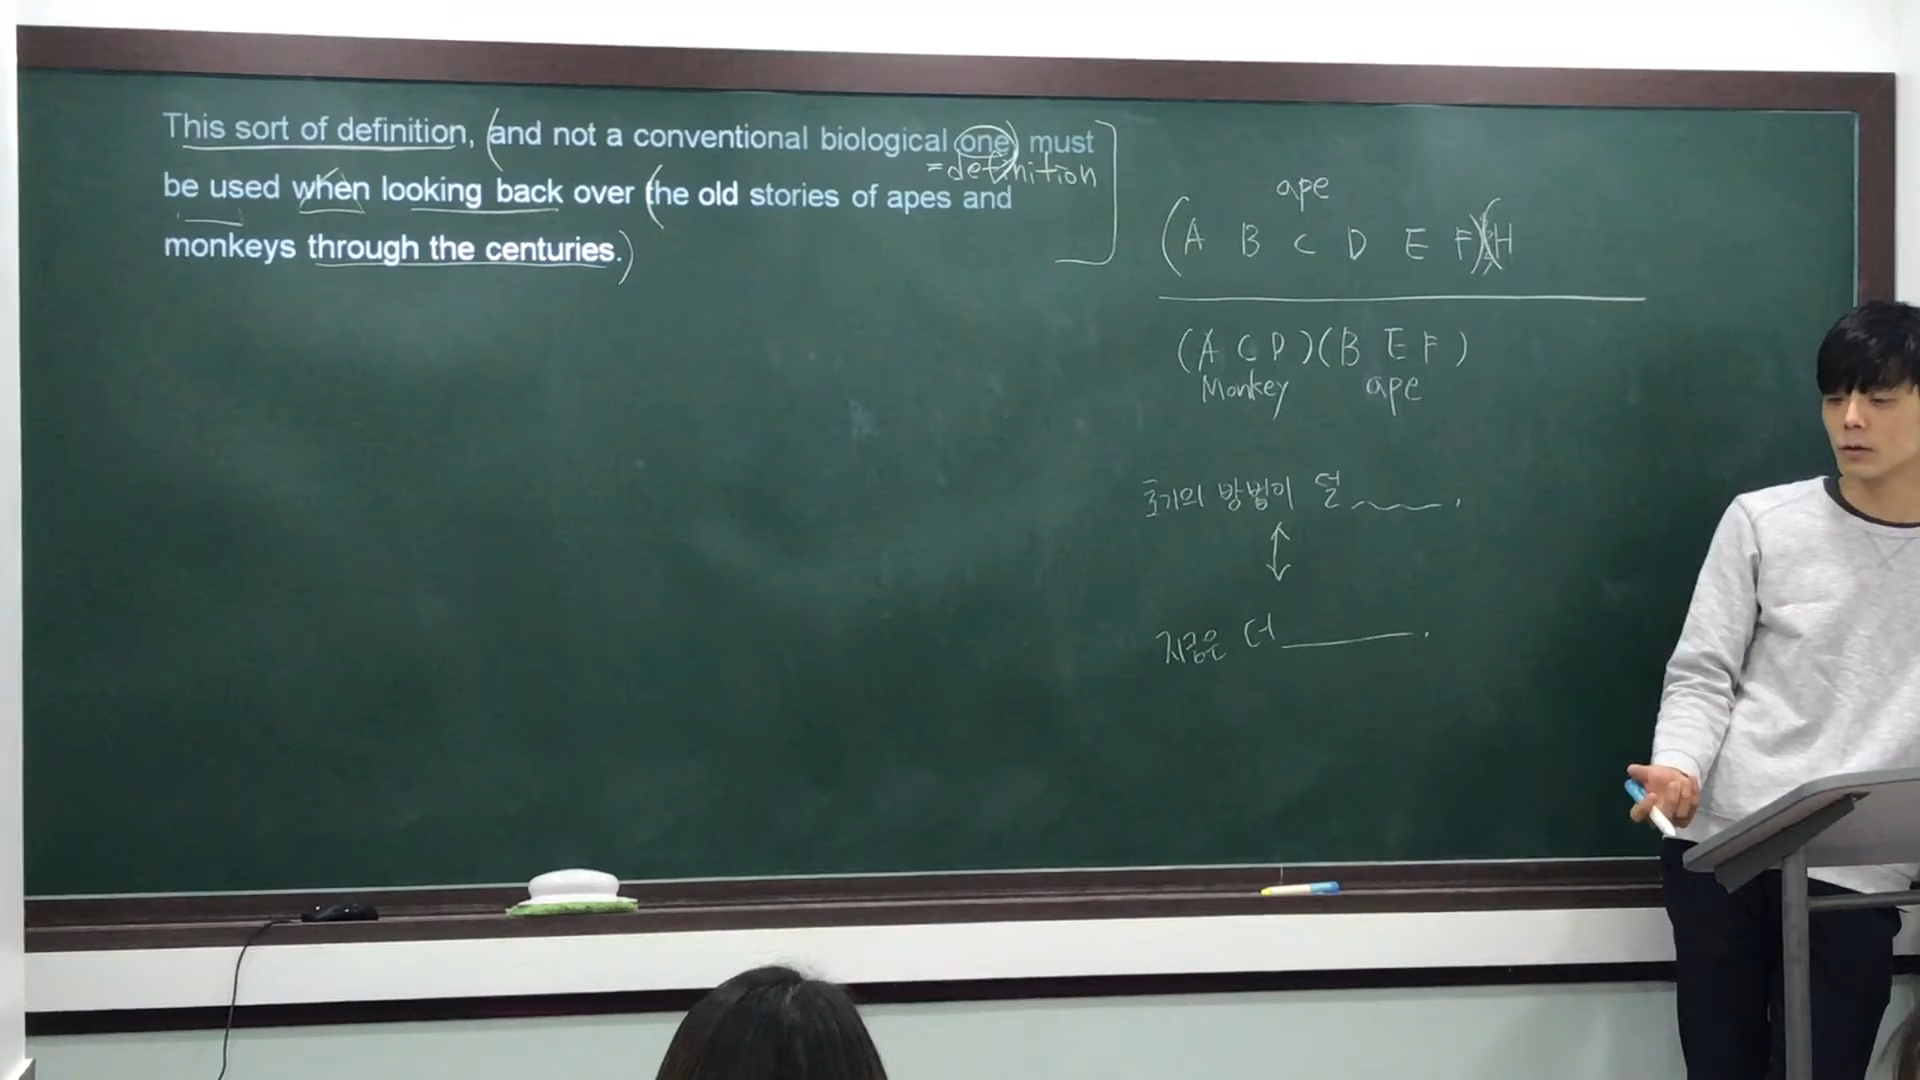 This sort of definition, (and not a conventional biological one) must
=definition
be used when looking back over (the old stories of apes and
monkeys through the centuries.)
ape
(A B C D E F)(H
(A C D)(B E F)
Monkey ape
초기의 방법이 덜
지금은 더